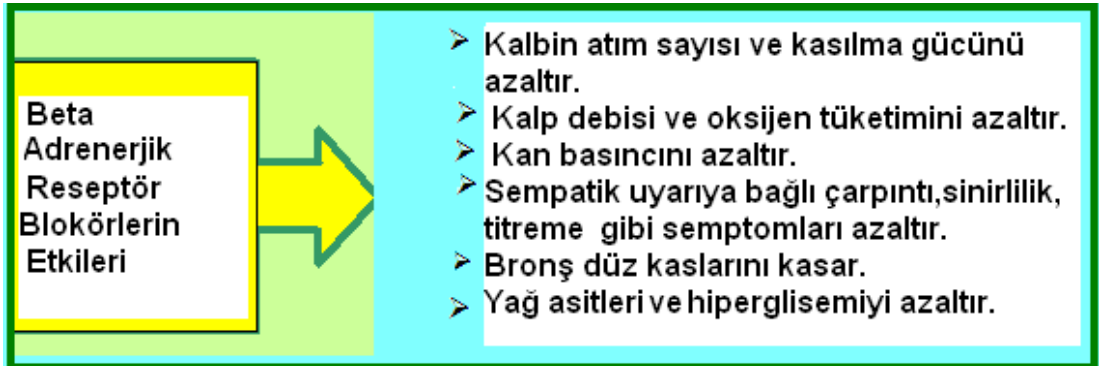 Beta
Adrenerjik
Reseptör
Blokörlerin
Etkileri
Kalbin atım sayısı ve kasılma gücünü
azaltır.
Kalp debisi ve oksijen tüketimini azaltır.
Kan basıncını azaltır.
Sempatik uyarıya bağlı çarpıntı,sinirlilik,
titreme gibi semptomları azaltır.
Bronş düz kaslarını kasar.
Yağ asitleri ve hiperglisemiyi azaltır.